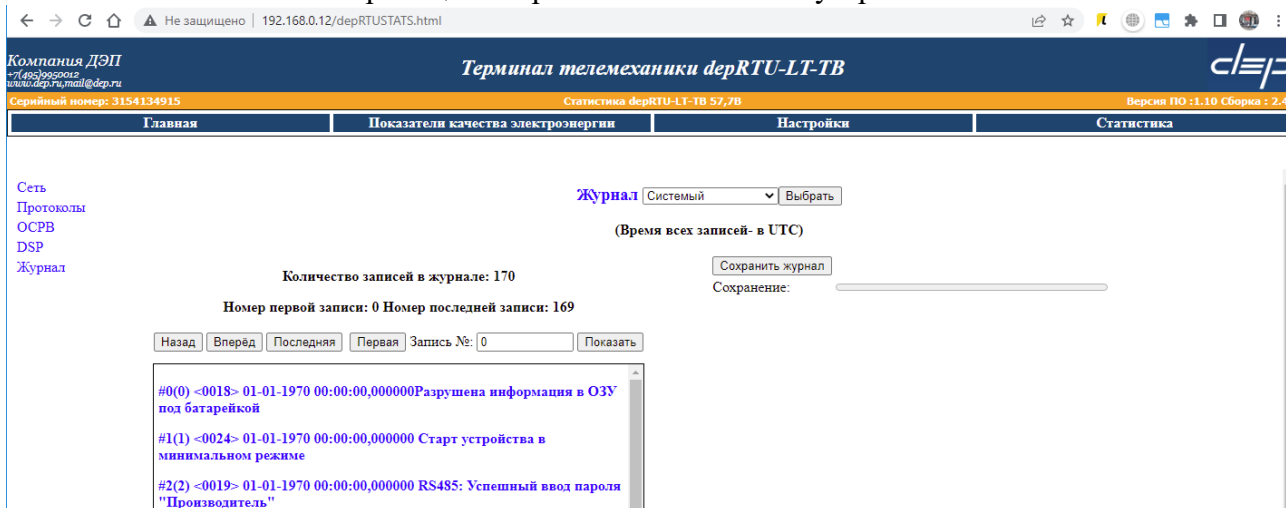 Не защищено | 192.168.0.12/depRTUSTATS.html
Компания ДЭП
+7(495)9950012
www.dep.ru,mail@dep.ru
Терминал телемеханики depRTU-LT-TB
dep
Серийный номер: 3154134915 Статистика depRTU-LT-TB 57,7В Версия ПО :1.10 Сборка : 2.4
Главная Показатели качества электроэнергии Настройки Статистика
Сеть
Протоколы
ОСРВ
DSP
Журнал
Журнал Системый Выбрать
(Время всех записей- в UTC)
Количество записей в журнале: 170
Номер первой записи: 0 Номер последней записи: 169
Сохранить журнал
Сохранение:
Назад Вперёд Последняя Первая Запись №: 0 Показать
#0(0) <0018> 01-01-1970 00:00:00,000000Разрушена информация в ОЗУ
под батарейкой
#1(1) <0024> 01-01-1970 00:00:00,000000 Старт устройства в
минимальном режиме
#2(2) <0019> 01-01-1970 00:00:00,000000 RS485: Успешный ввод пароля
"Производитель"